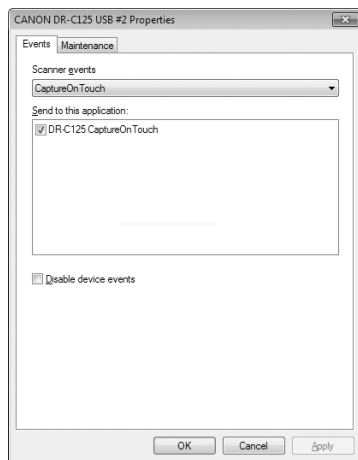 CANON DR-C125 USB #2 Properties
Events Maintenance
Scanner events
CaptureOnTouch
Send to this application:
DR-C125 CaptureOnTouch
Disable device events
OK Cancel Apply